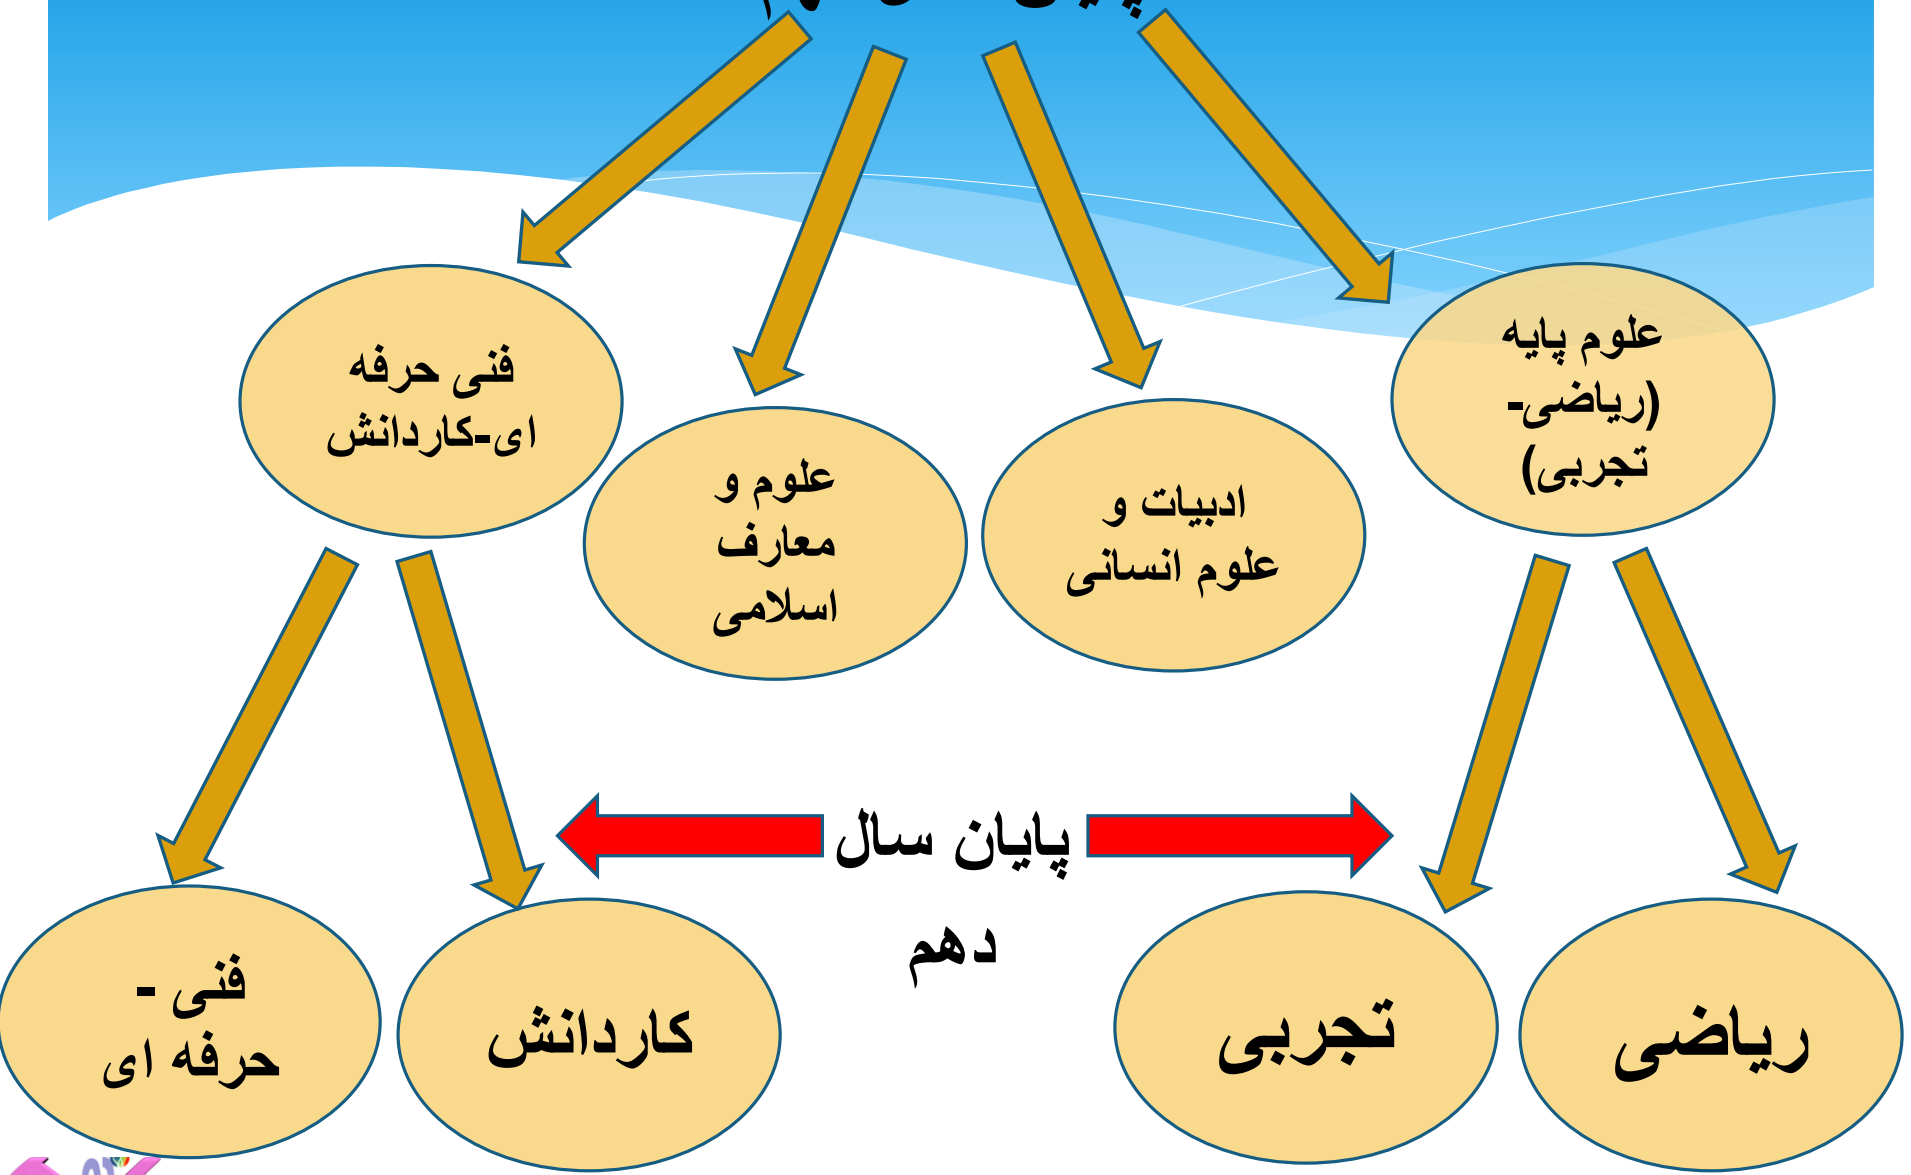 علوم پایه
(ریاضی-
تجربی)
ادبیات و
علوم انسانی
علوم و
معارف
اسلامی
فنی حرفه
ای-کاردانش
پایان سال
دهم
ریاضی
تجربی
کاردانش
فنی -
حرفه ای